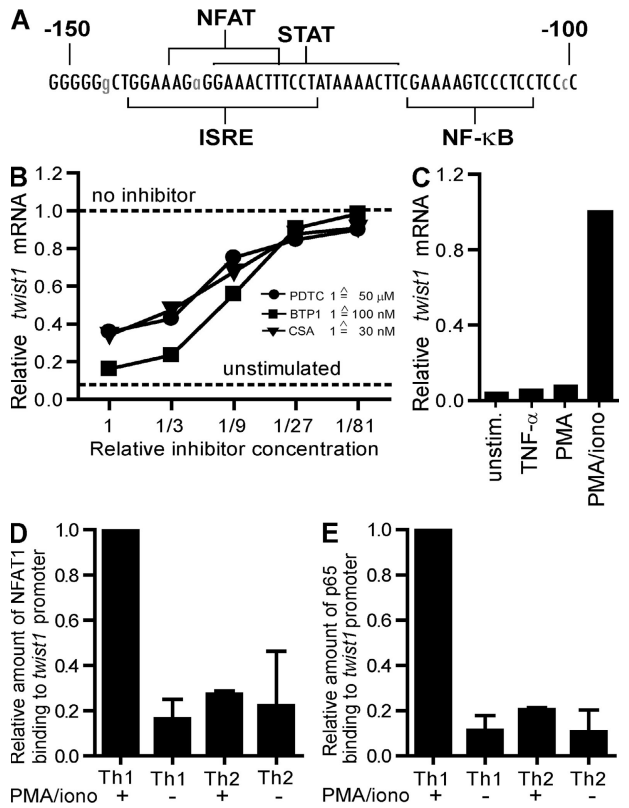 A
NFAT
-150
STAT
-100
GGGGGgCTGGAAAGaGGAAACTTTCCTATAAAACTTCGAAAAGTCCCTCCTCCcC
ISRE
NF-κB
B
Relative twist1 mRNA
1.2
1.0
0.8
0.6
0.4
0.2
0.0
no inhibitor
PDTC 1 ≙ 50 µM
BTP1 1 ≙ 100 nM
CSA 1 ≙ 30 nM
unstimulated
1 1/3 1/9 1/27 1/81
Relative inhibitor concentration
C
Relative twist1 mRNA
1.2
0.8
0.4
0.0
unstim.
TNF-α
PMA
PMA/iono
D
Relative amount of NFAT1
binding to twist1 promoter
1.0
0.8
0.6
0.4
0.2
0.0
Th1 Th1 Th2 Th2
PMA/iono + - + -
E
Relative amount of p65
binding to twist1 promoter
1.0
0.8
0.6
0.4
0.2
0.0
Th1 Th1 Th2 Th2
+ - + -